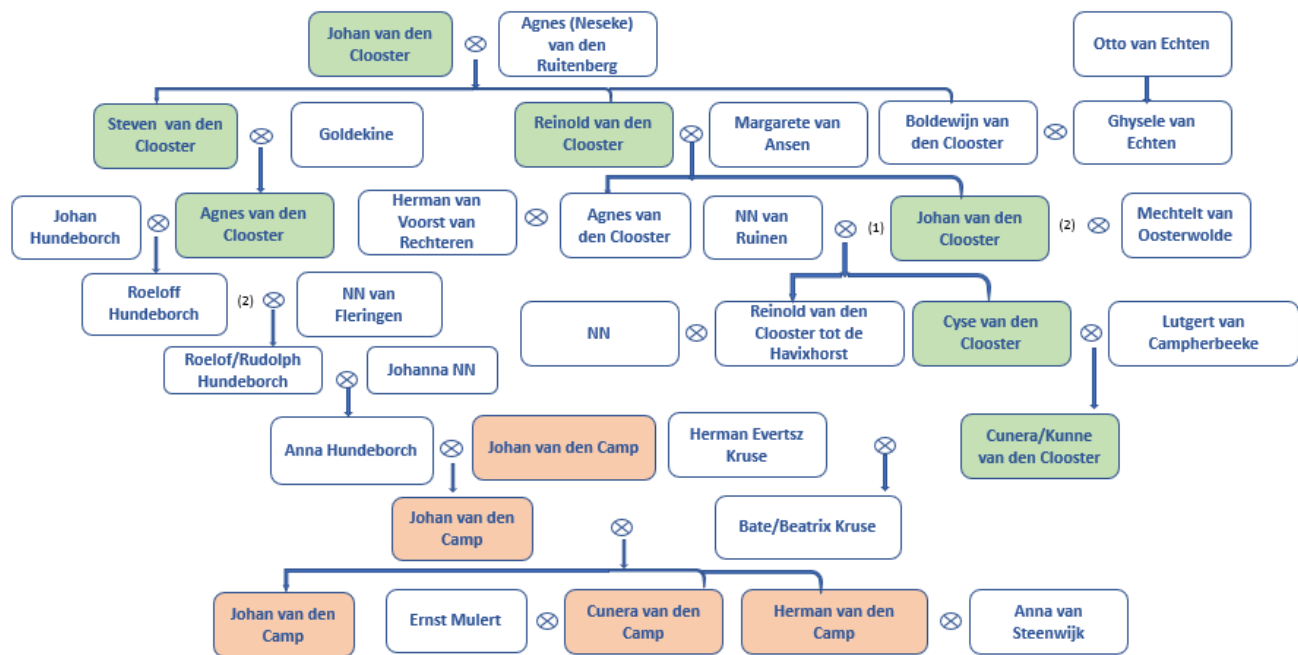 Johan van den
Clooster
Agnes (Neseke)
van den
Ruitenberg
Otto van Echten
Steven van den
Clooster
Goldekine
Reinold van den
Clooster
Margarete van
Ansen
Boldewijn van
den Clooster
Ghysele van
Echten
Johan
Hundeborch
Agnes van den
Clooster
Herman van
Voorst van
Rechteren
Agnes van
den Clooster
NN van
Ruinen
(1)
Johan van den
Clooster
(2)
Mechtelt van
Oosterwolde
Roeloff
Hundeborch
(2)
NN van
Fleringen
NN
Reinold van den
Clooster tot de
Havixhorst
Cyse van den
Clooster
Lutgert van
Campherbeeke
Roelof/Rudolph
Hundeborch
Johanna NN
Anna Hundeborch
Johan van den Camp
Herman Evertsz
Kruse
Cunera/Kunne
van den Clooster
Johan van den
Camp
Bate/Beatrix Kruse
Johan van den
Camp
Ernst Mulert
Cunera van den
Camp
Herman van den
Camp
Anna van
Steenwijk